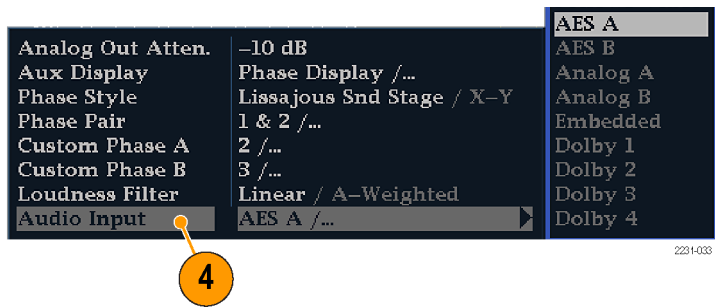 Analog Out Atten. –10 dB
Aux Display Phase Display /...
Phase Style Lissajous Snd Stage / X–Y
Phase Pair 1 & 2 /...
Custom Phase A 2 /...
Custom Phase B 3 /...
Loudness Filter Linear / A–Weighted
Audio Input AES A /...
AES A
AES B
Analog A
Analog B
Embedded
Dolby 1
Dolby 2
Dolby 3
Dolby 4
2231-033
4